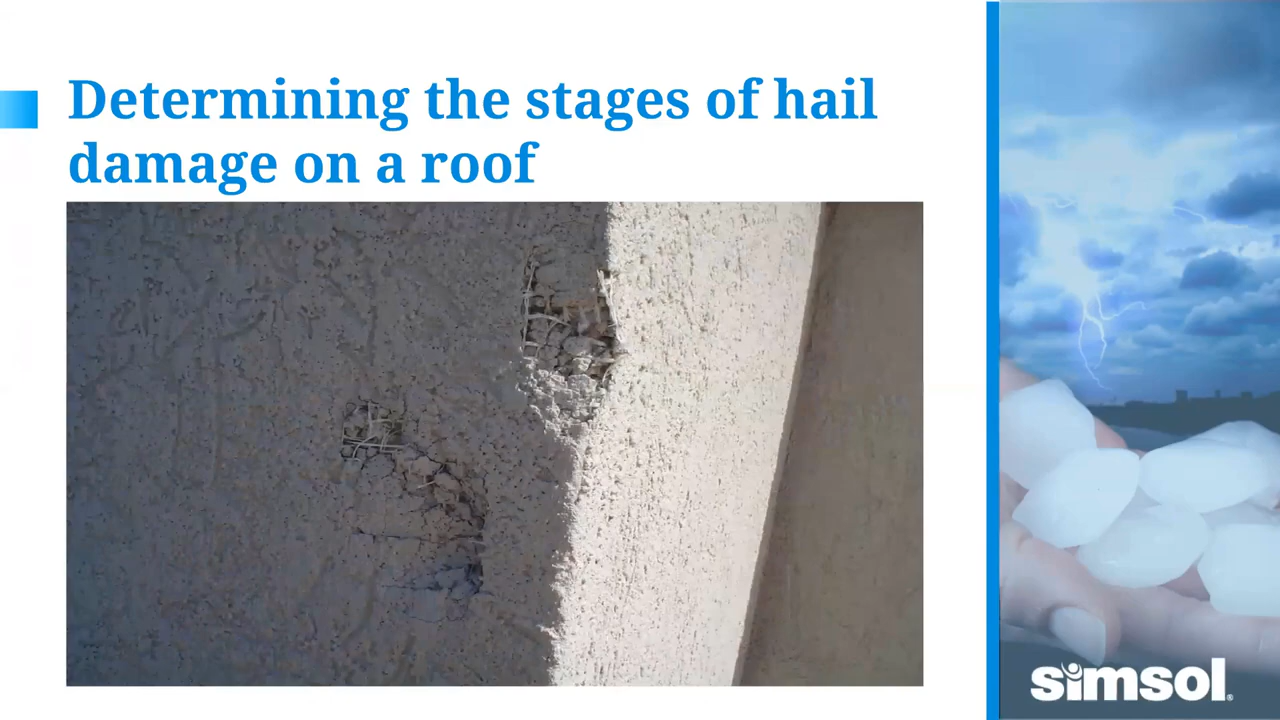 Determining the stages of hail
damage on a roof
simsol®